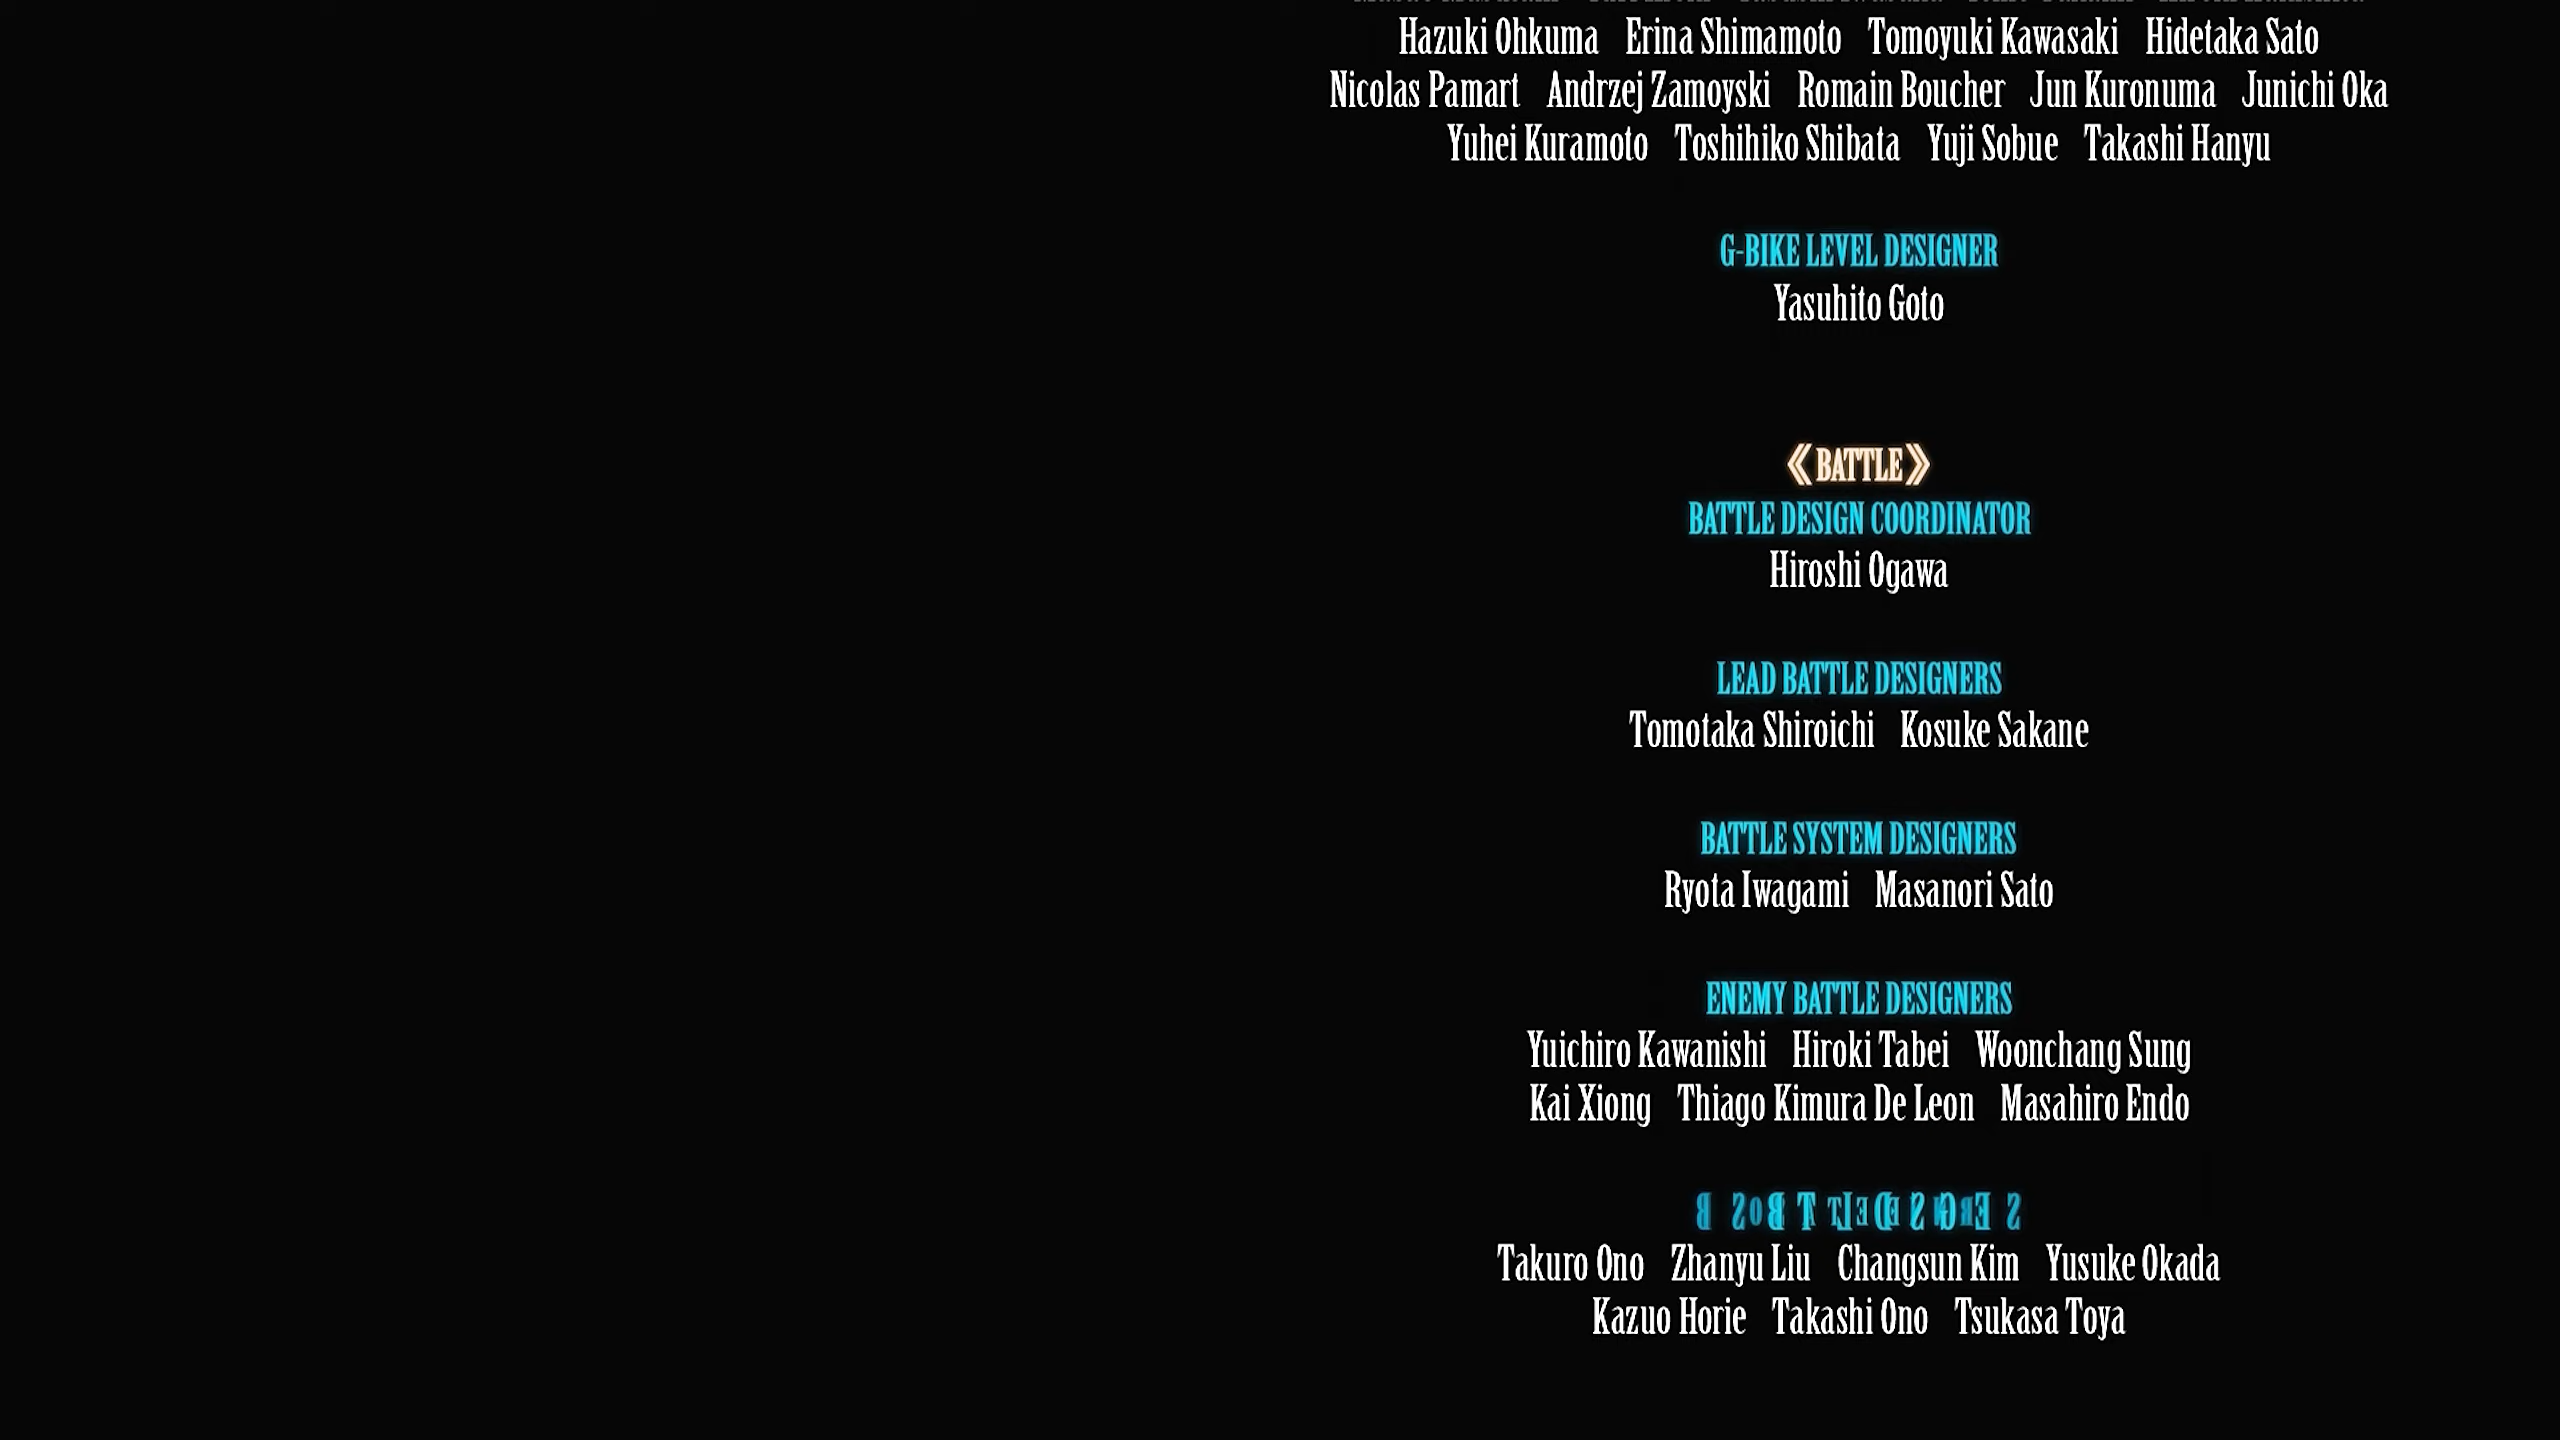 Hazuki Ohkuma Erina Shimamoto Tomoyuki Kawasaki Hidetaka Sato
Nicolas Pamart Andrzej Zamoyski Romain Boucher Jun Kuronuma Junichi Oka
Yuhei Kuramoto Toshihiko Shibata Yuji Sobue Takashi Hanyu
G-BIKE LEVEL DESIGNER
Yasuhito Goto
《BATTLE》
BATTLE DESIGN COORDINATOR
Hiroshi Ogawa
LEAD BATTLE DESIGNERS
Tomotaka Shiroichi Kosuke Sakane
BATTLE SYSTEM DESIGNERS
Ryota Iwagami Masanori Sato
ENEMY BATTLE DESIGNERS
Yuichiro Kawanishi Hiroki Tabei Woonchang Sung
Kai Xiong Thiago Kimura De Leon Masahiro Endo
Takuro Ono Zhanyu Liu Changsun Kim Yusuke Okada
Kazuo Horie Takashi Ono Tsukasa Toya